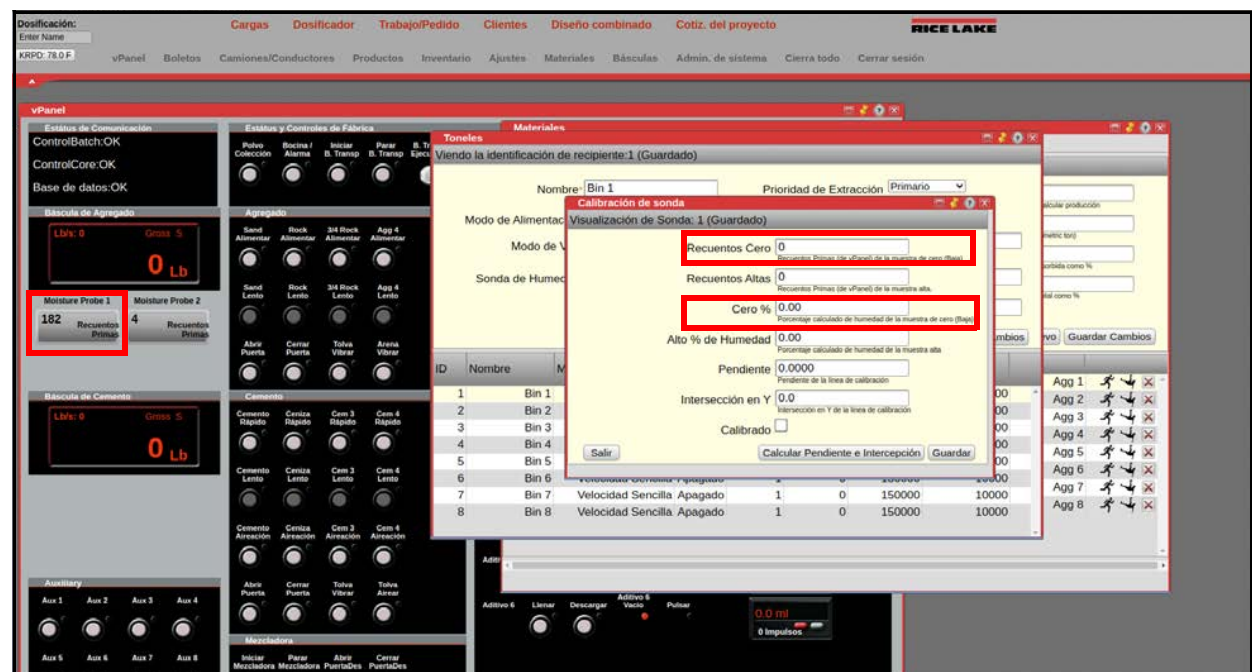 Dosificación:
Enter Name
KRPD: 78.0 F
Cargas Dosificador Trabajo/Pedido Clientes Diseño combinado Cotiz. del proyecto
RICE LAKE
vPanel Boletos Camiones/Conductores Productos Inventario Ajustes Materiales Básculas Admin. de sistema Cierra todo Cerrar sesión
vPanel
Estátus de Comunicación
ControlBatch:OK
ControlCore:OK
Base de datos:OK
Báscula de Agregado
Lb/s: 0 Gross S
0 Lb
Moisture Probe 1 Moisture Probe 2
182 Recuentos Primas
4 Recuentos Primas
Báscula de Cemento
Lb/s: 0 Gross S
0 Lb
Auxiliary
Aux 1 Aux 2 Aux 3 Aux 4
Aux 5 Aux 6 Aux 7 Aux 8
Estátus y Controles de Fábrica
Polvo Colección
Bocina / Alarma
Iniciar B. Transp
Parar B. Transp
Agregado
Sand Alimentar
Rock Alimentar
3/4 Rock Alimentar
Agg 4 Alimentar
Sand Lento
Rock Lento
3/4 Rock Lento
Agg 4 Lento
Abrir Puerta
Cerrar Puerta
Tolva Vibrar
Arena Vibrar
Cemento
Cemento Rápido
Ceniza Rápido
Cem 3 Rápido
Cem 4 Rápido
Cemento Lento
Ceniza Lento
Cem 3 Lento
Cem 4 Lento
Cemento Aireación
Ceniza Aireación
Cem 3 Aireación
Cem 4 Aireación
Abrir Puerta
Cerrar Puerta
Tolva Vibrar
Tolva Airear
Mezcladora
Iniciar Mezcladora
Parar Mezcladora
Abrir PuertaDes
Cerrar PuertaDes
Aditivo 6 Llenar Descargar Aditivo 6 Vacío Pulsar
0.0 ml
0 Impulsos
Materiales
Toneles
Viendo la identificación de recipiente:1 (Guardado)
Nombre: Bin 1 Prioridad de Extracción Primario
Modo de
Modo de
Sonda de
Calibración de sonda
Visualización de Sonda: 1 (Guardado)
Recuentos Cero 0
Recuentos Primas (de vPanel) de la muestra de cero (Baja)
Recuentos Altas 0
Recuentos Primas (de vPanel) de la muestra alta.
Cero % 0.00
Porcentaje calculado de humedad de la muestra de cero (Baja)
Alto % de Humedad 0.00
Porcentaje calculado de humedad de la muestra alta
Pendiente 0.0000
Pendiente de la línea de calibración
Intersección en Y 0.0
Intersección en Y de la línea de calibración
Calibrado
Salir Calcular Pendiente e Intercepción Guardar
Guardar Cambios
ID Nombre
1 Bin 1
2 Bin 2
3 Bin 3
4 Bin 4
5 Bin 5
6 Bin 6
7 Bin 7 Velocidad Sencilla Apagado 1 0 150000 10000
8 Bin 8 Velocidad Sencilla Apagado 1 0 150000 10000
Agg 1
Agg 2
Agg 3
Agg 4
Agg 5
Agg 6
Agg 7
Agg 8